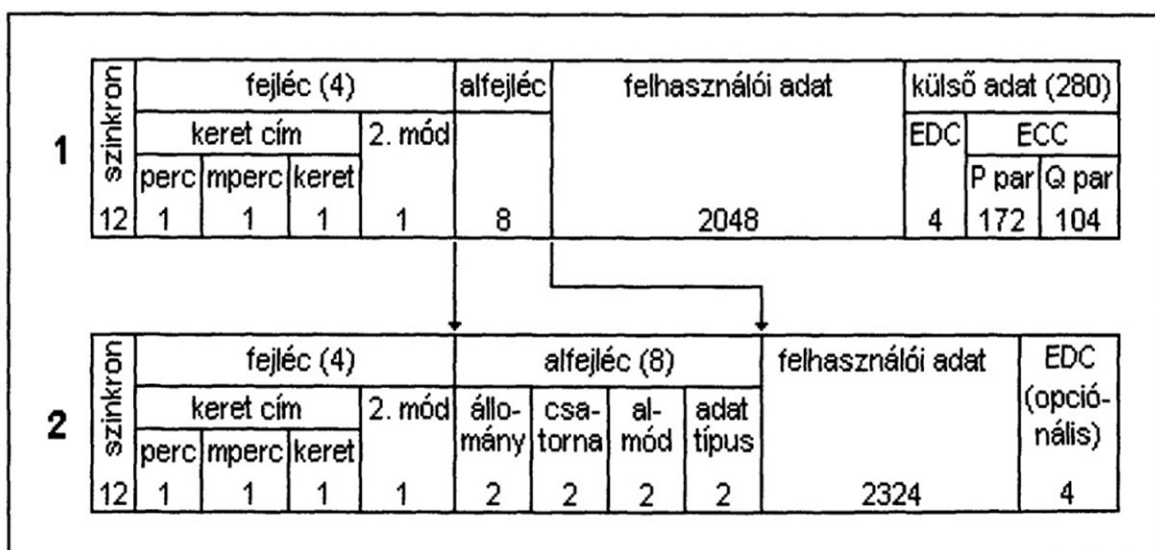 1
szinkron
12
fejléc (4)
keret cím
perc mperc keret
1 1 1
2. mód
1
alfejléc
8
felhasználói adat
2048
külső adat (280)
EDC
4
ECC
P par Q par
172 104
2
szinkron
12
fejléc (4)
keret cím
perc mperc keret
1 1 1
2. mód
1
alfejléc (8)
állo-
mány
2
csa-
torna
2
al-
mód
2
adat
típus
2
felhasználói adat
2324
EDC
(opció-
nális)
4